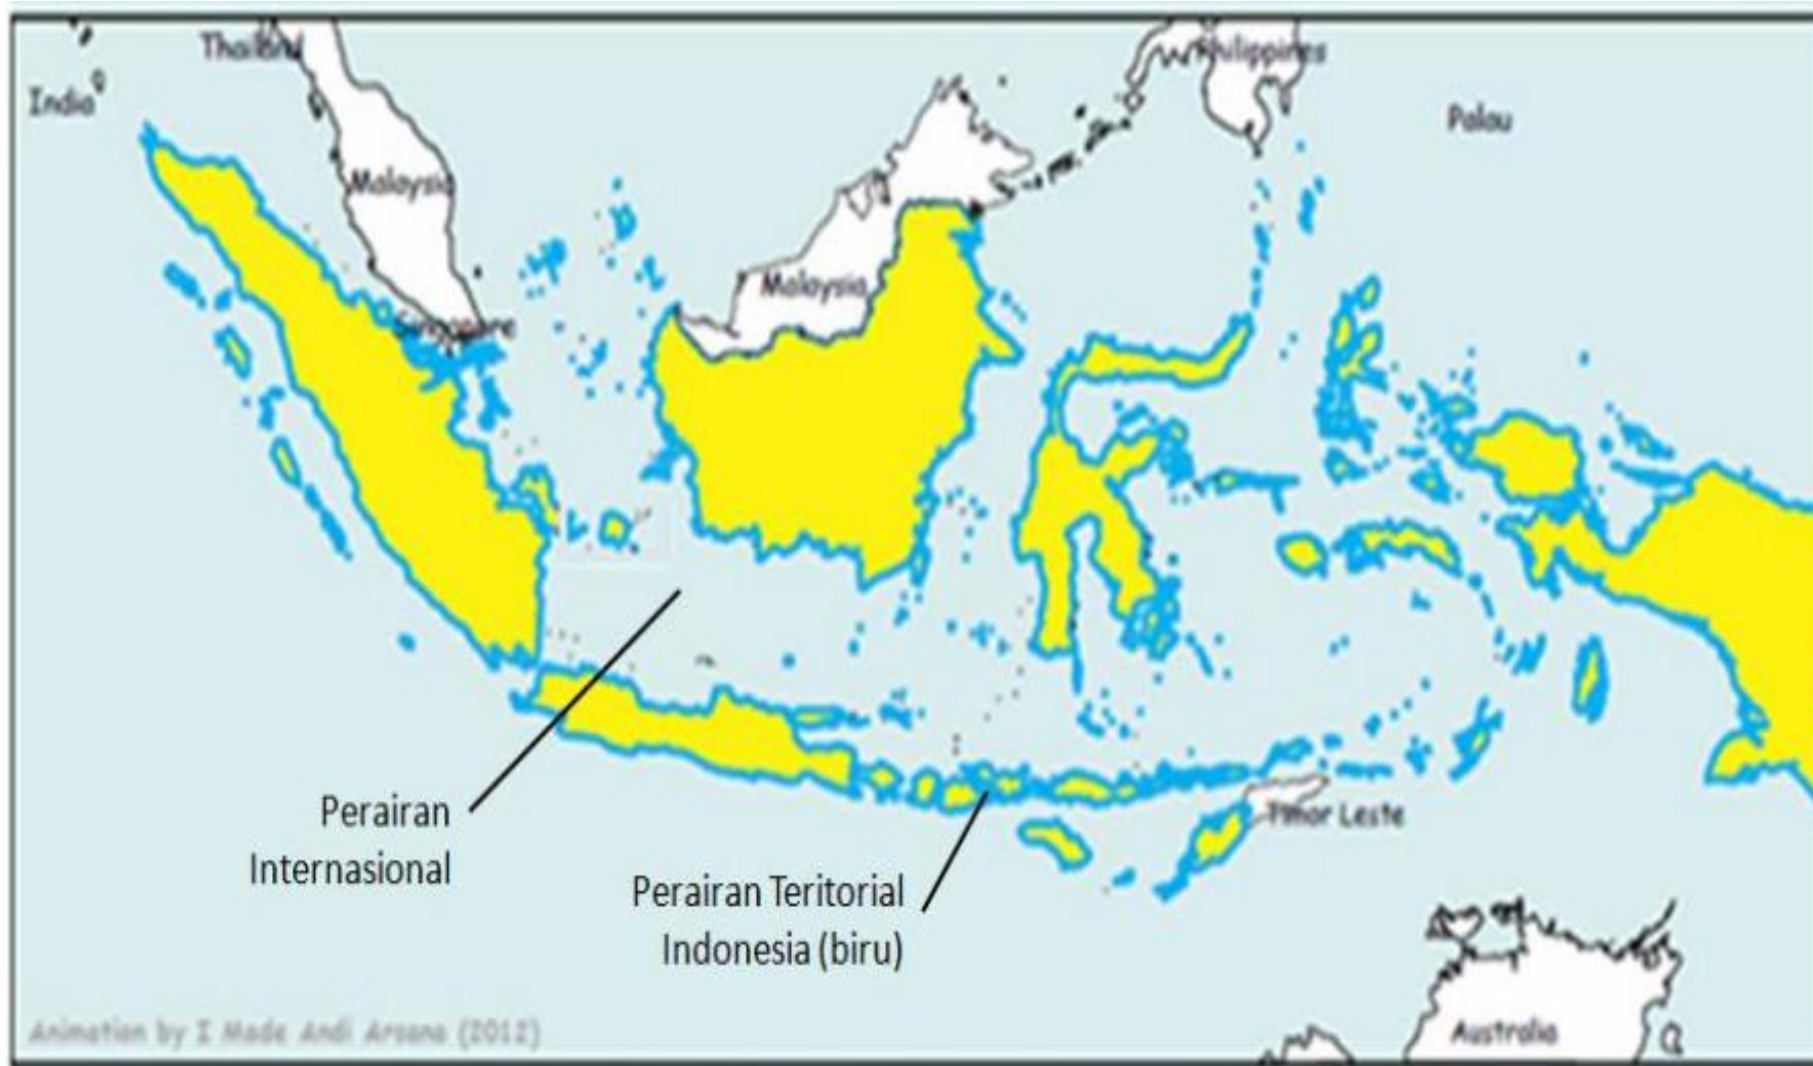 Thailand
Philippines
India
Palau
Malaysia
Malaysia
Singapore
Perairan
Internasional
Timor Leste
Perairan Teritorial
Indonesia (biru)
Animation by I Made Andi Arsana (2012)
Australia